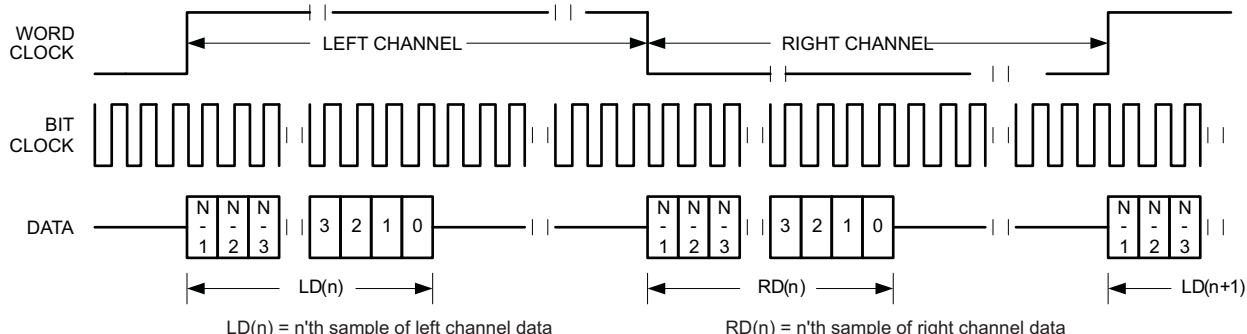 WORD
CLOCK
LEFT CHANNEL
RIGHT CHANNEL
BIT
CLOCK
DATA
N
-
1
N
-
2
N
-
3
3
2
1
0
N
-
1
N
-
2
N
-
3
3
2
1
0
N
-
1
N
-
2
N
-
3
LD(n)
RD(n)
LD(n+1)
LD(n) = n'th sample of left channel data
RD(n) = n'th sample of right channel data